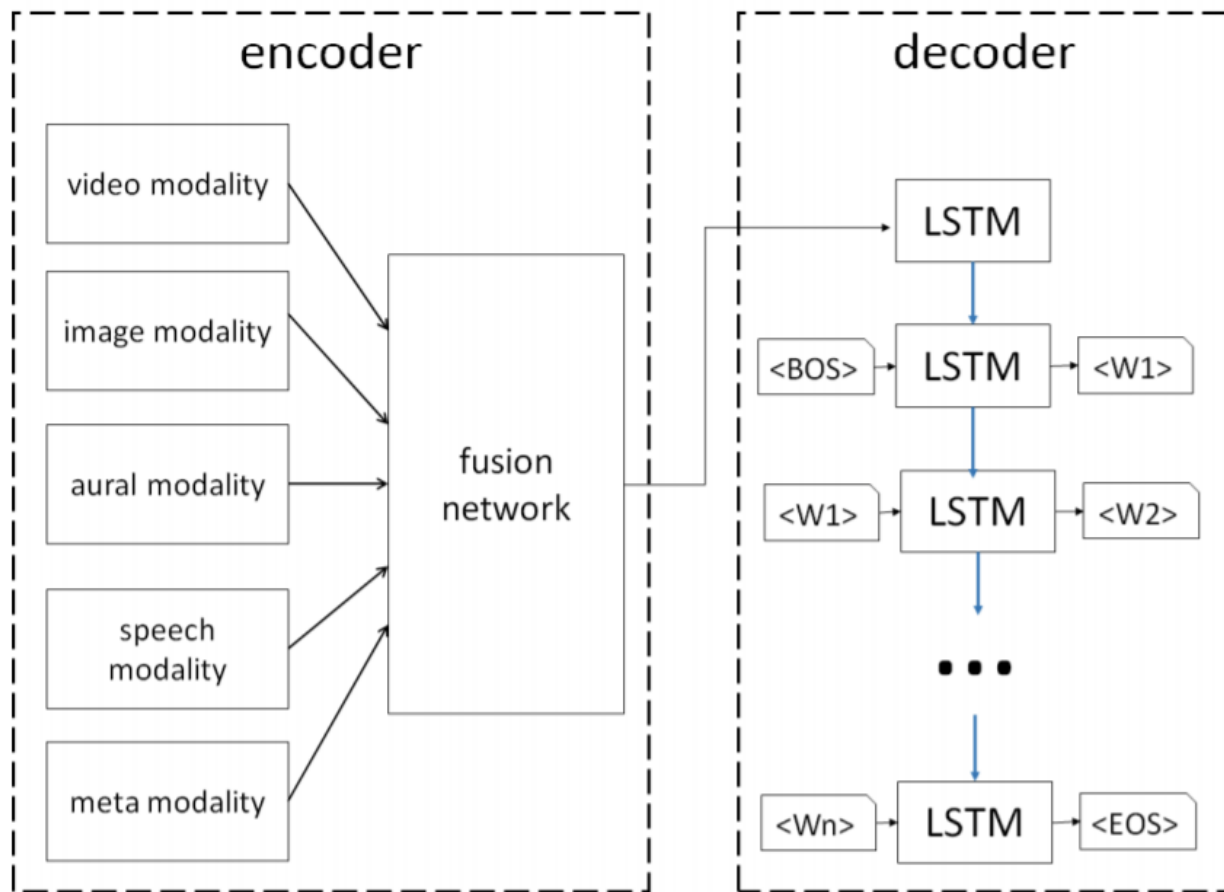 encoder
video modality
image modality
aural modality
speech
modality
meta modality
fusion
network
decoder
LSTM
<BOS>
LSTM
<W1>
<W1>
LSTM
<W2>
...
<Wn>
LSTM
<EOS>